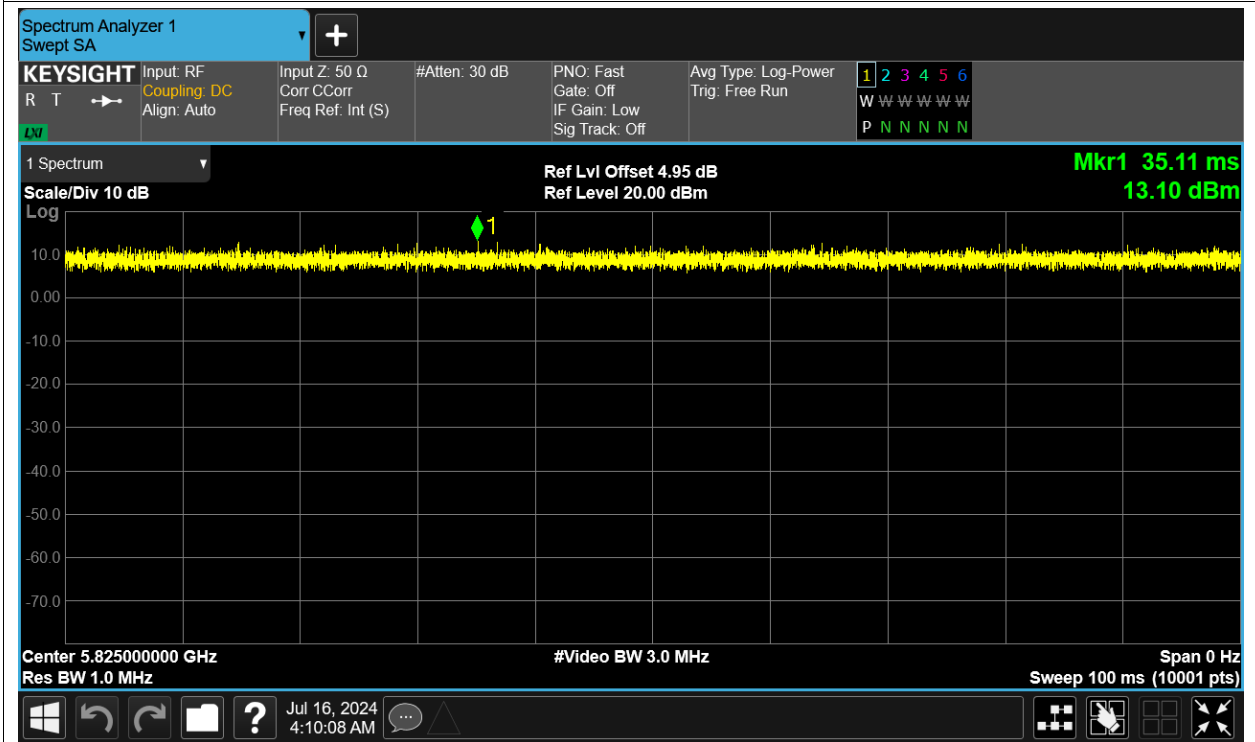 Spectrum Analyzer 1
Swept SA
KEYSIGHT
R T
LXI
Input: RF
Coupling: DC
Align: Auto
Input Z: 50 Ω
Corr CCorr
Freq Ref: Int (S)
#Atten: 30 dB
PNO: Fast
Gate: Off
IF Gain: Low
Sig Track: Off
Avg Type: Log-Power
Trig: Free Run
1 2 3 4 5 6
W W W W W W
P N N N N N
1 Spectrum
Scale/Div 10 dB
Ref Lvl Offset 4.95 dB
Ref Level 20.00 dBm
Mkr1 35.11 ms
13.10 dBm
Log
1
10.0
0.00
-10.0
-20.0
-30.0
-40.0
-50.0
-60.0
-70.0
Center 5.825000000 GHz
Res BW 1.0 MHz
#Video BW 3.0 MHz
Span 0 Hz
Sweep 100 ms (10001 pts)
?
Jul 16, 2024
4:10:08 AM